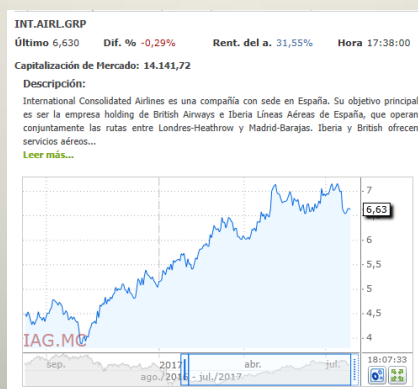 INT.AIRL.GRP
Último 6,630 Dif. % -0,29% Rent. del a. 31,55% Hora 17:38:00
Capitalización de Mercado: 14.141,72
Descripción:
International Consolidated Airlines es una compañía con sede en España. Su objetivo principal
es ser la empresa holding de British Airways e Iberia Líneas Aéreas de España, que operan
conjuntamente las rutas entre Londres-Heathrow y Madrid-Barajas. Iberia y British ofrecen
servicios aéreos...
Leer más...
7
6,63
6
5,5
5
4,5
4
IAG.MC
sep. 2017 abr. jul. 18:07:33
ago./2016 - jul./2017